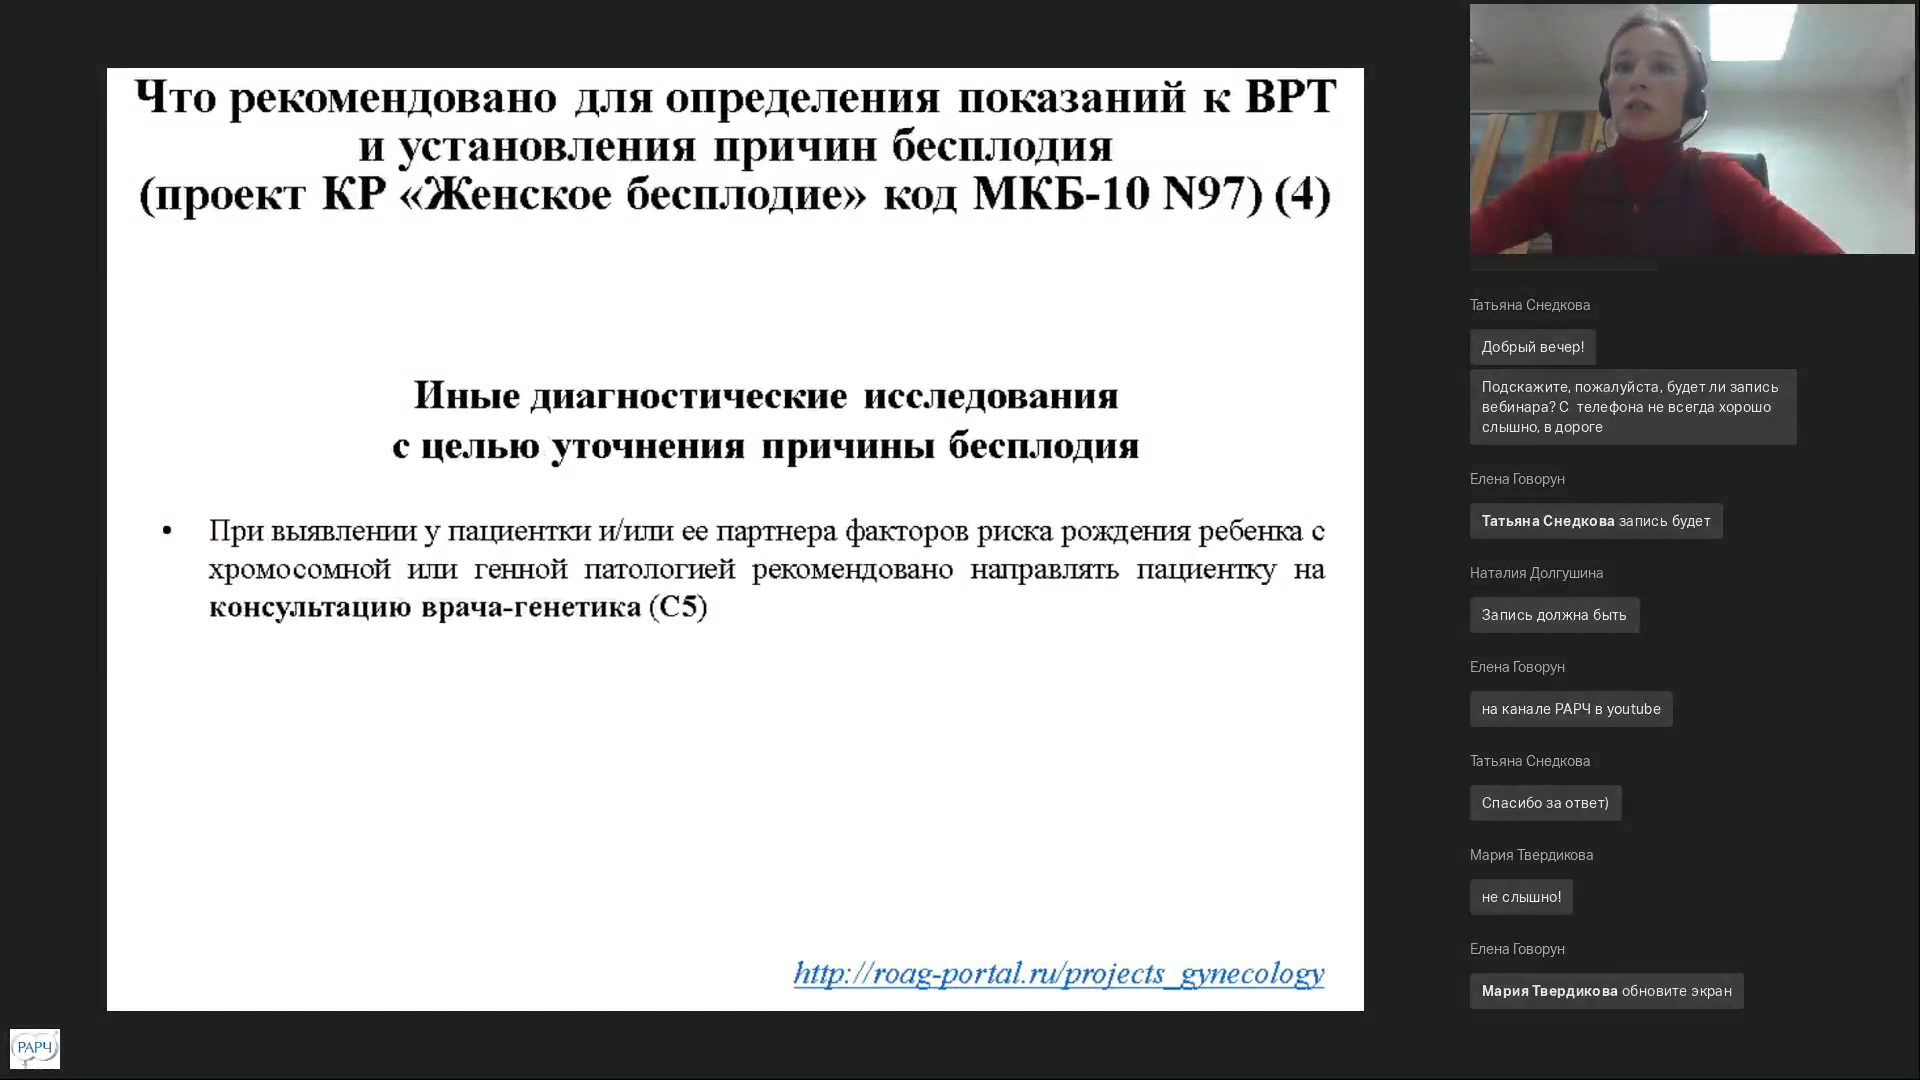 Что рекомендовано для определения показаний к ВРТ
и установления причин бесплодия
(проект КР «Женское бесплодие» код МКБ-10 N97) (4)
Иные диагностические исследования
с целью уточнения причины бесплодия
• При выявлении у пациентки и/или ее партнера факторов риска рождения ребенка с
хромосомной или генной патологией рекомендовано направлять пациентку на
консультацию врача-генетика (С5)
http://roag-portal.ru/projects_gynecology
РАРЧ
Татьяна Снедкова
Добрый вечер!
Подскажите, пожалуйста, будет ли запись
вебинара? С телефона не всегда хорошо
слышно, в дороге
Елена Говорун
Татьяна Снедкова запись будет
Наталия Долгушина
Запись должна быть
Елена Говорун
на канале РАРЧ в youtube
Татьяна Снедкова
Спасибо за ответ)
Мария Твердикова
не слышно!
Елена Говорун
Мария Твердикова обновите экран